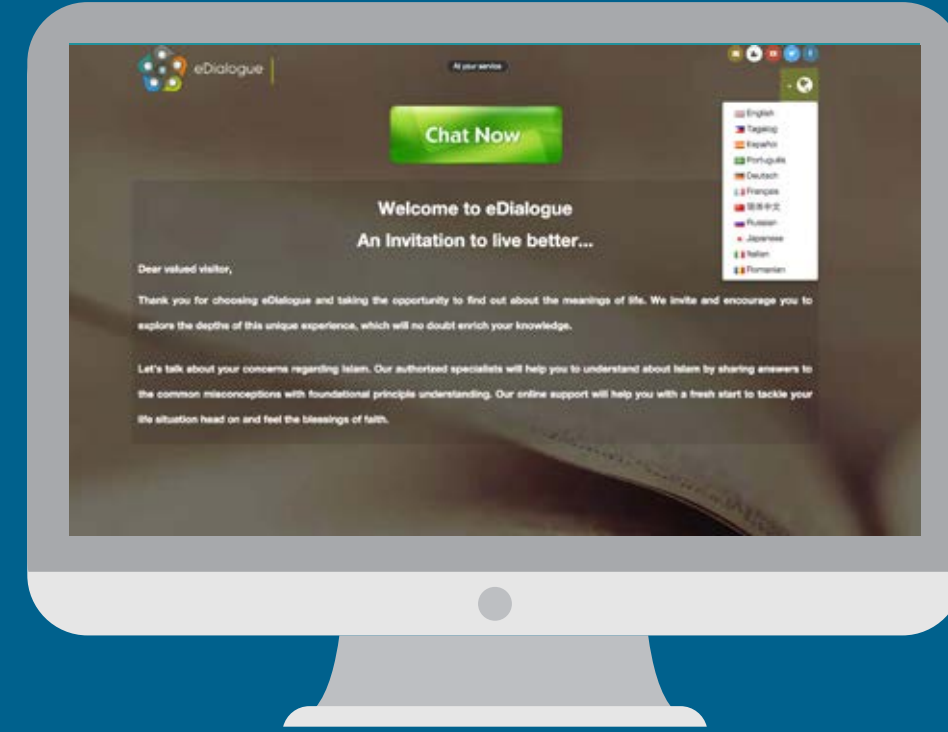 eDialogue
At your service
Chat Now
English
Tagalog
Español
Português
Deutsch
Français
简体中文
Russian
Japanese
Italian
Romanian
Welcome to eDialogue
An Invitation to live better...
Dear valued visitor,
Thank you for choosing eDialogue and taking the opportunity to find out about the meanings of life. We invite and encourage you to
explore the depths of this unique experience, which will no doubt enrich your knowledge.
Let's talk about your concerns regarding Islam. Our authorized specialists will help you to understand about Islam by sharing answers to
the common misconceptions with foundational principle understanding. Our online support will help you with a fresh start to tackle your
life situation head on and feel the blessings of faith.